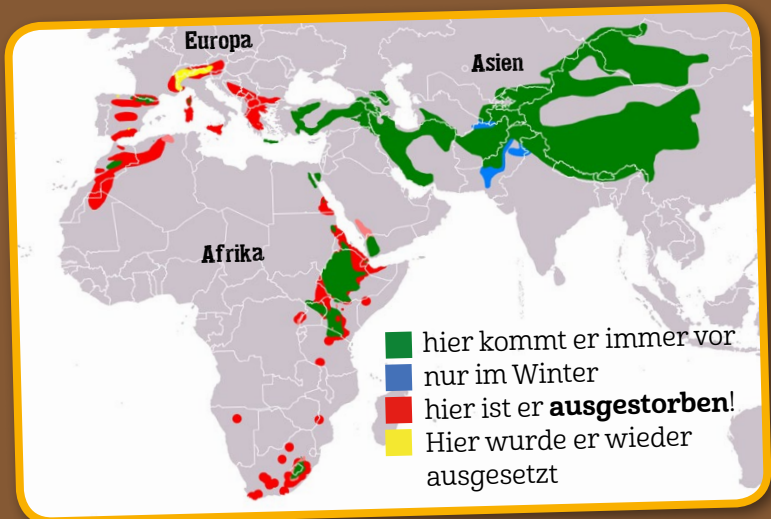 Europa
Asien
Afrika
hier kommt er immer vor
nur im Winter
hier ist er ausgestorben!
Hier wurde er wieder
ausgesetzt